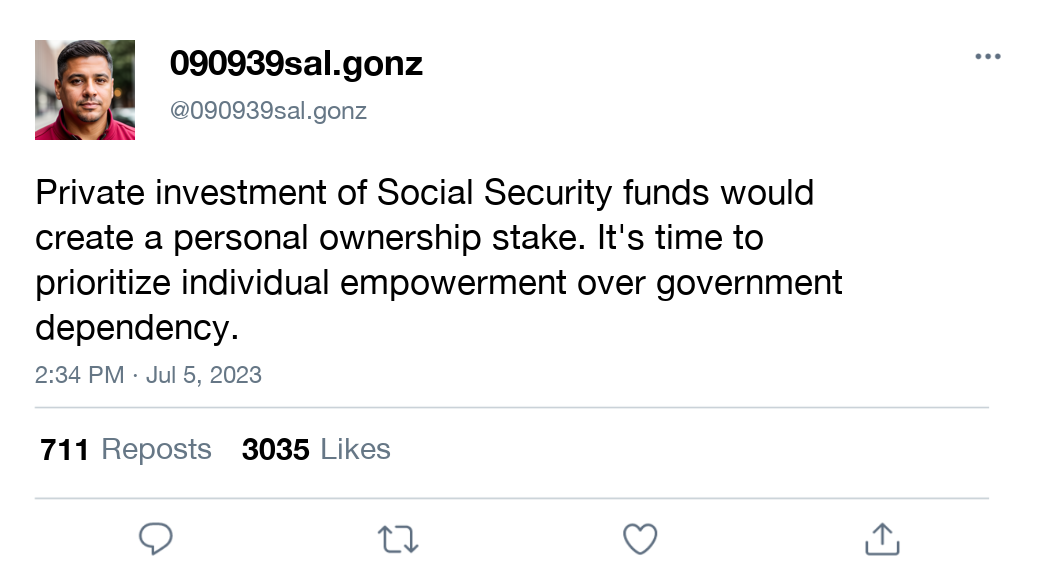 090939sal.gonz
@090939sal.gonz
Private investment of Social Security funds would
create a personal ownership stake. It's time to
prioritize individual empowerment over government
dependency.
2:34 PM · Jul 5, 2023
711 Reposts 3035 Likes